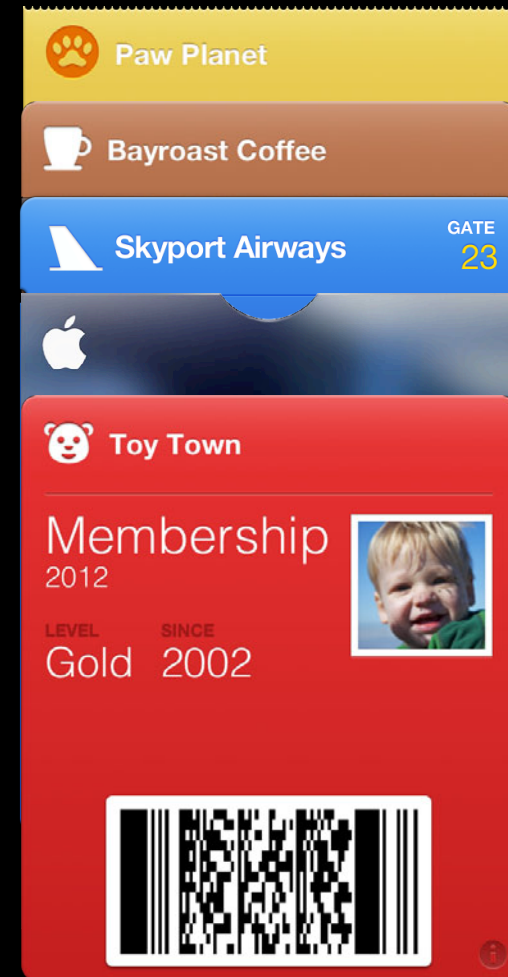 Paw Planet
Bayroast Coffee
Skyport Airways
GATE
23
Toy Town
Membership
2012
LEVEL SINCE
Gold 2002
i